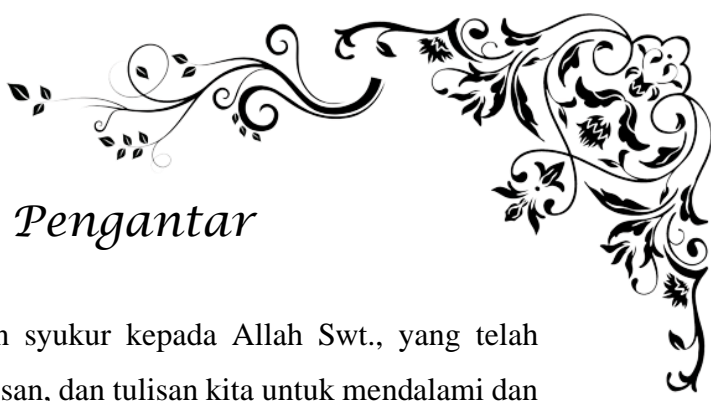 Pengantar
syukur kepada Allah Swt., yang telah
san, dan tulisan kita untuk mendalami dan